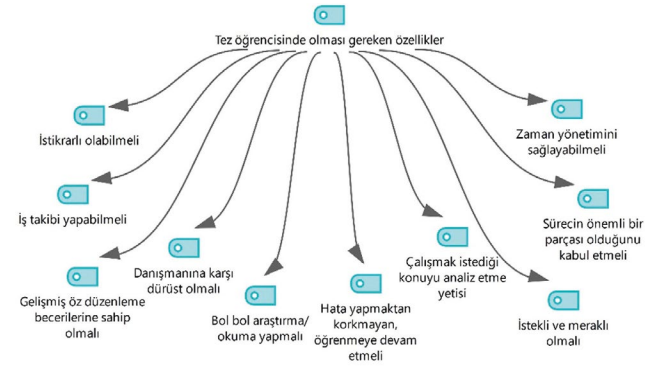 Tez öğrencisinde olması gereken özellikler
İstikrarlı olabilmeli
Zaman yönetimini
sağlayabilmeli
İş takibi yapabilmeli
Sürecin önemli bir
parçası olduğunu
kabul etmeli
Gelişmiş öz düzenleme
becerilerine sahip
olmalı
Danışmanına karşı
dürüst olmalı
Bol bol araştırma/
okuma yapmalı
Hata yapmaktan
korkmayan,
öğrenmeye devam
etmeli
Çalışmak istediği
konuyu analiz etme
yetisi
İstekli ve meraklı
olmalı